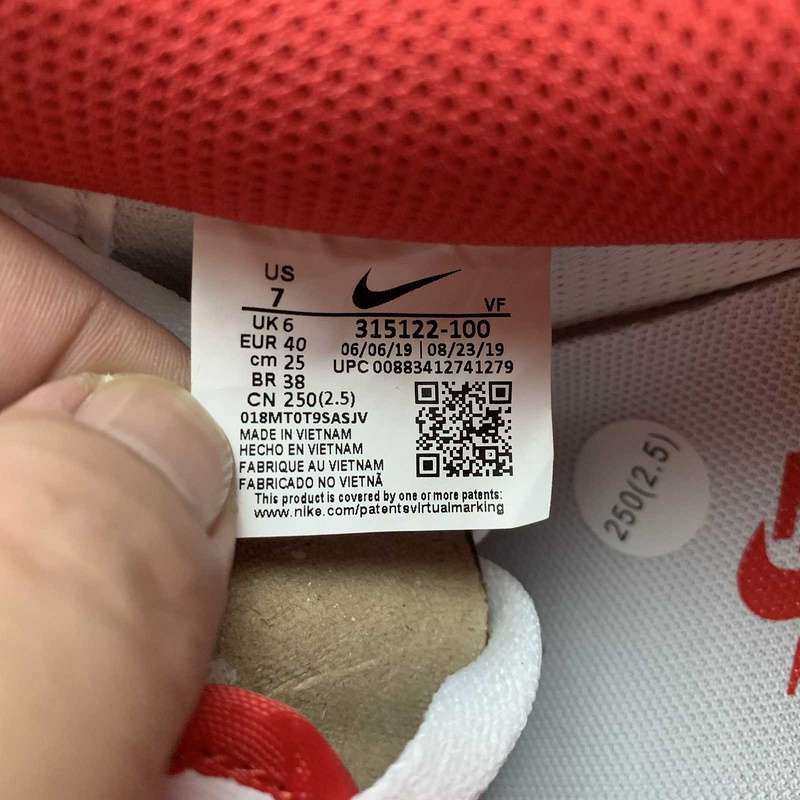 US
7
VF
UK 6
EUR 40
cm 25
BR 38
CN 250(2.5)
315122-100
06/06/19 | 08/23/19
UPC 00883412741279
018MT0T9SASJV
MADE IN VIETNAM
HECHO EN VIETNAM
FABRIQUE AU VIETNAM
FABRICADO NO VIETNÃ
This product is covered by one or more patents:
www.nike.com/patentsvirtualmarking
250(2.5)